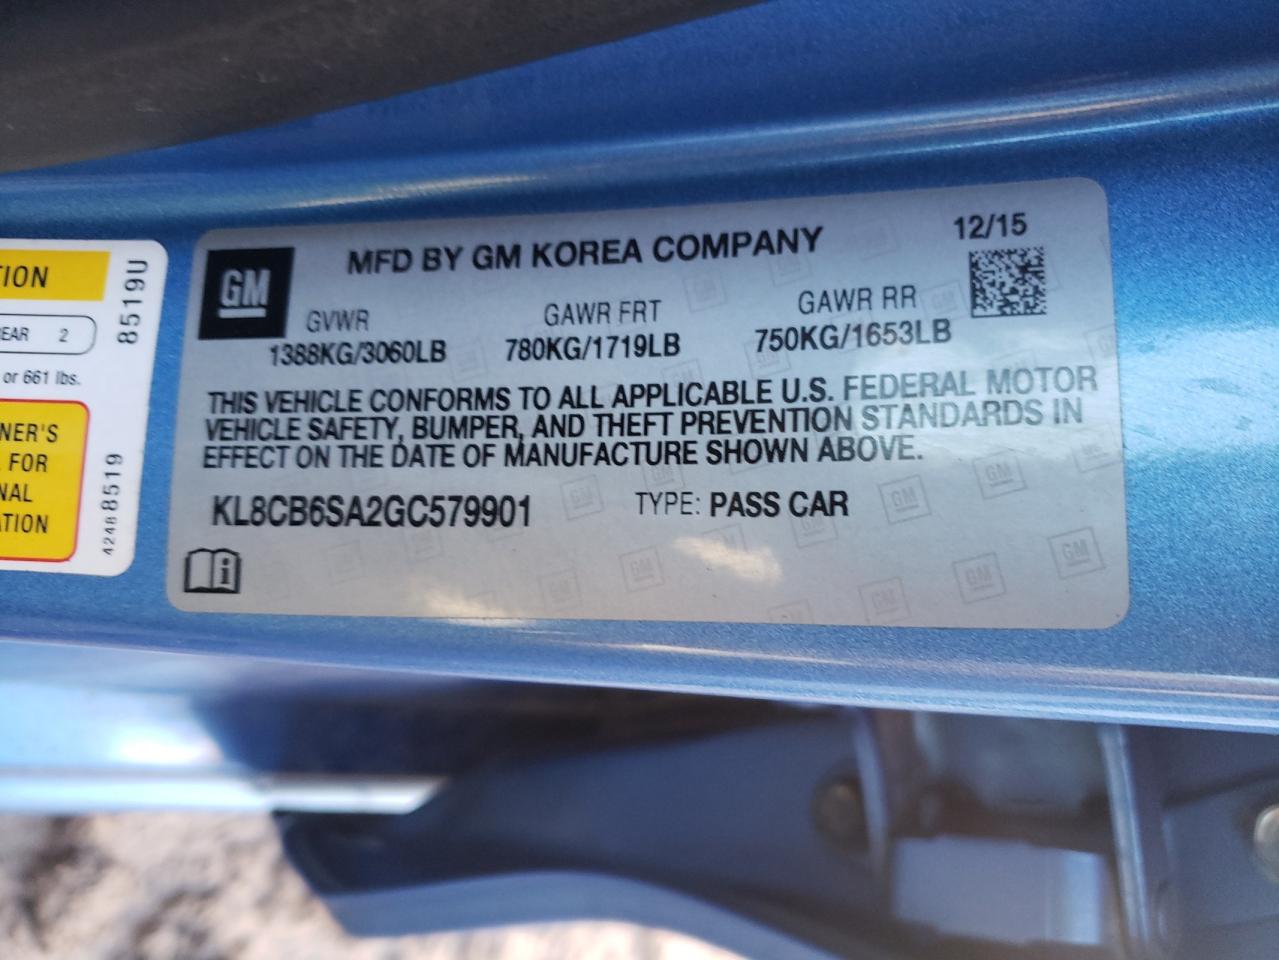 GM
MFD BY GM KOREA COMPANY
12/15
GVWR GAWR FRT GAWR RR
1388KG/3060LB 780KG/1719LB 750KG/1653LB
THIS VEHICLE CONFORMS TO ALL APPLICABLE U.S. FEDERAL MOTOR
VEHICLE SAFETY, BUMPER, AND THEFT PREVENTION STANDARDS IN
EFFECT ON THE DATE OF MANUFACTURE SHOWN ABOVE.
KL8CB6SA2GC579901 TYPE: PASS CAR
i
TION
EAR 2
or 661 lbs.
NER'S
FOR
NAL
ATION
8519U
42488519